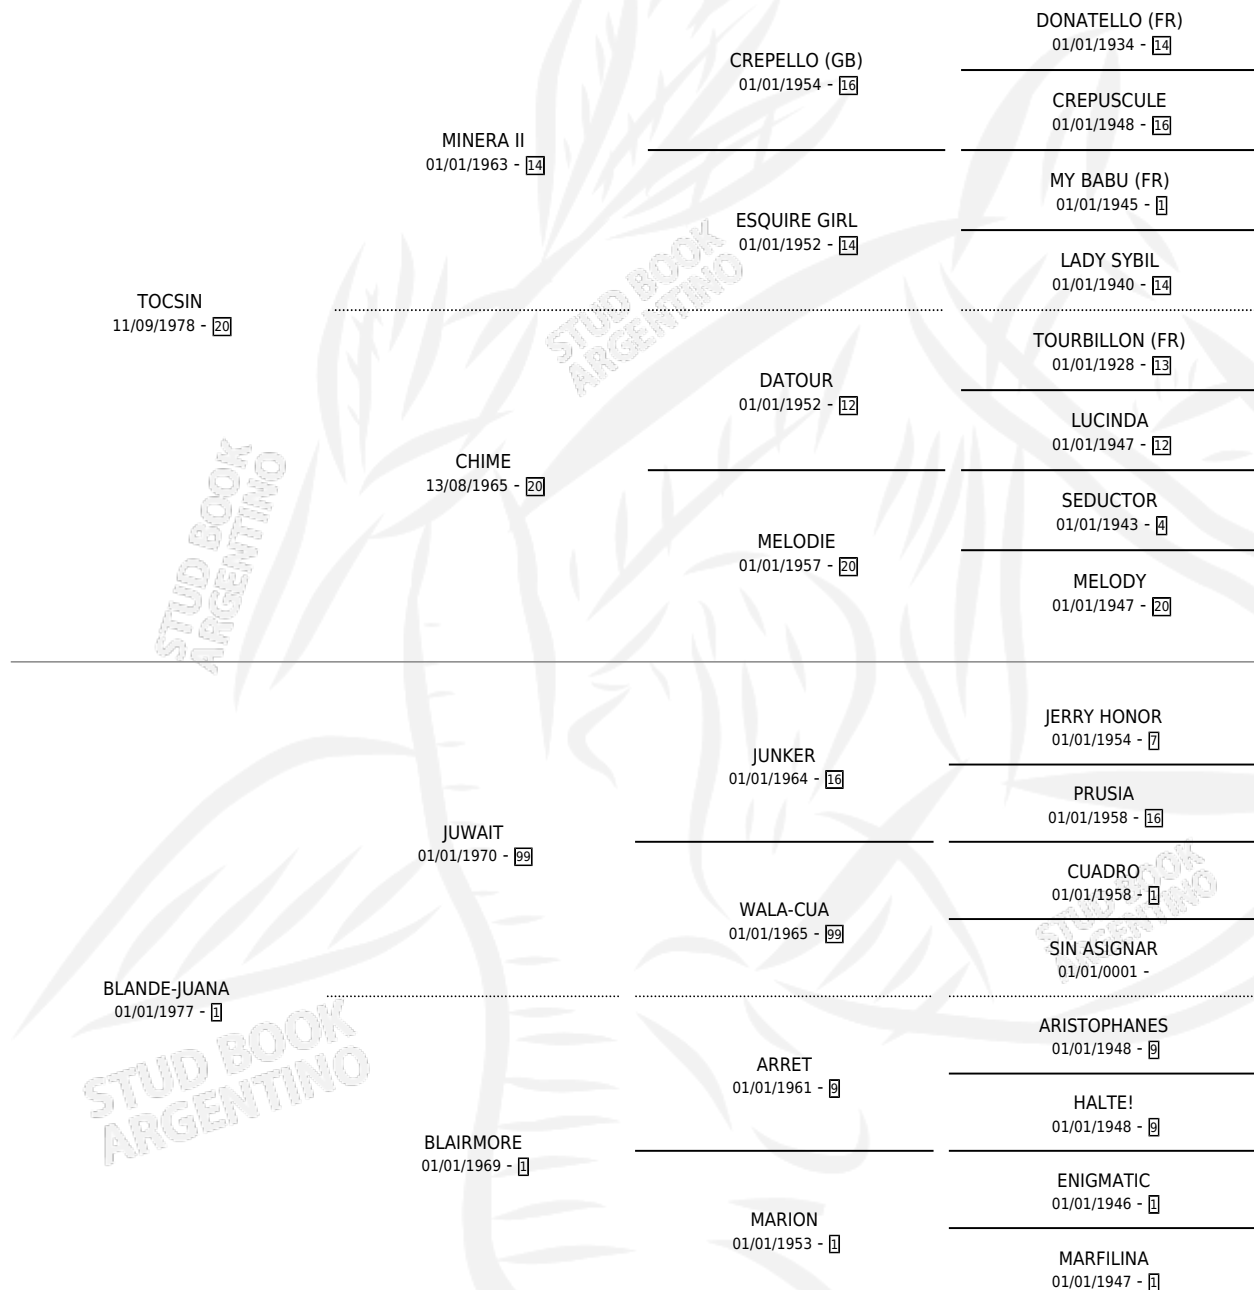 DONATELLO (FR)
01/01/1934 - 14
CREPELLO (GB)
01/01/1954 - 16
CREPUSCULE
01/01/1948 - 16
MINERA II
01/01/1963 - 14
MY BABU (FR)
01/01/1945 - 1
ESQUIRE GIRL
01/01/1952 - 14
LADY SYBIL
01/01/1940 - 14
TOCSIN
11/09/1978 - 20
TOURBILLON (FR)
01/01/1928 - 13
DATOUR
01/01/1952 - 12
LUCINDA
01/01/1947 - 12
CHIME
13/08/1965 - 20
SEDUCTOR
01/01/1943 - 4
MELODIE
01/01/1957 - 20
MELODY
01/01/1947 - 20
JERRY HONOR
01/01/1954 - 7
JUNKER
01/01/1964 - 16
PRUSIA
01/01/1958 - 16
JUWAIT
01/01/1970 - 99
CUADRO
01/01/1958 - 1
WALA-CUA
01/01/1965 - 99
SIN ASIGNAR
01/01/0001 -
BLANDE-JUANA
01/01/1977 - 1
ARISTOPHANES
01/01/1948 - 9
ARRET
01/01/1961 - 9
HALTE!
01/01/1948 - 9
BLAIRMORE
01/01/1969 - 1
ENIGMATIC
01/01/1946 - 1
MARION
01/01/1953 - 1
MARFILINA
01/01/1947 - 1
STUD BOOK
ARGENTINO
STUD BOOK
ARGENTINO
STUD BOOK
ARGENTINO
STUD BOOK
ARGENTINO